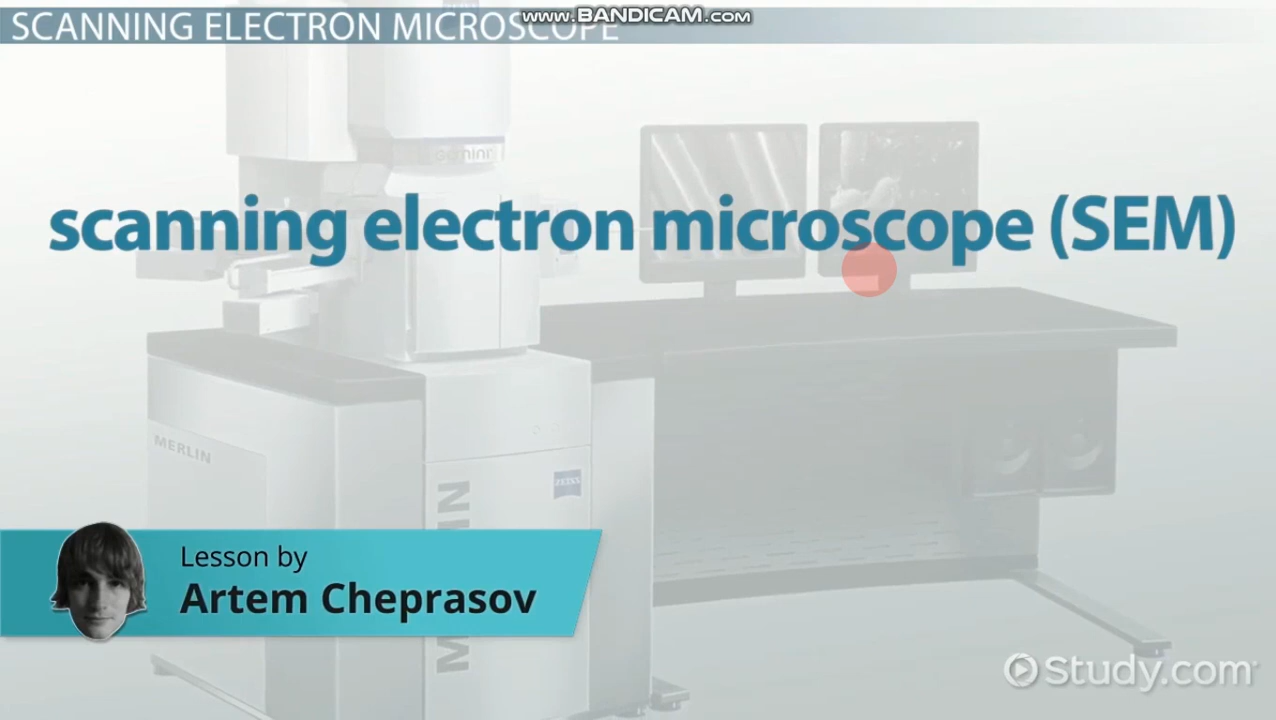 www.BANDICAM.com
SCANNING ELECTRON MICROSCOPE
Gemini
scanning electron microscope (SEM)
MERLIN
ZEISS
MERLIN
Lesson by
Artem Cheprasov
Study.com